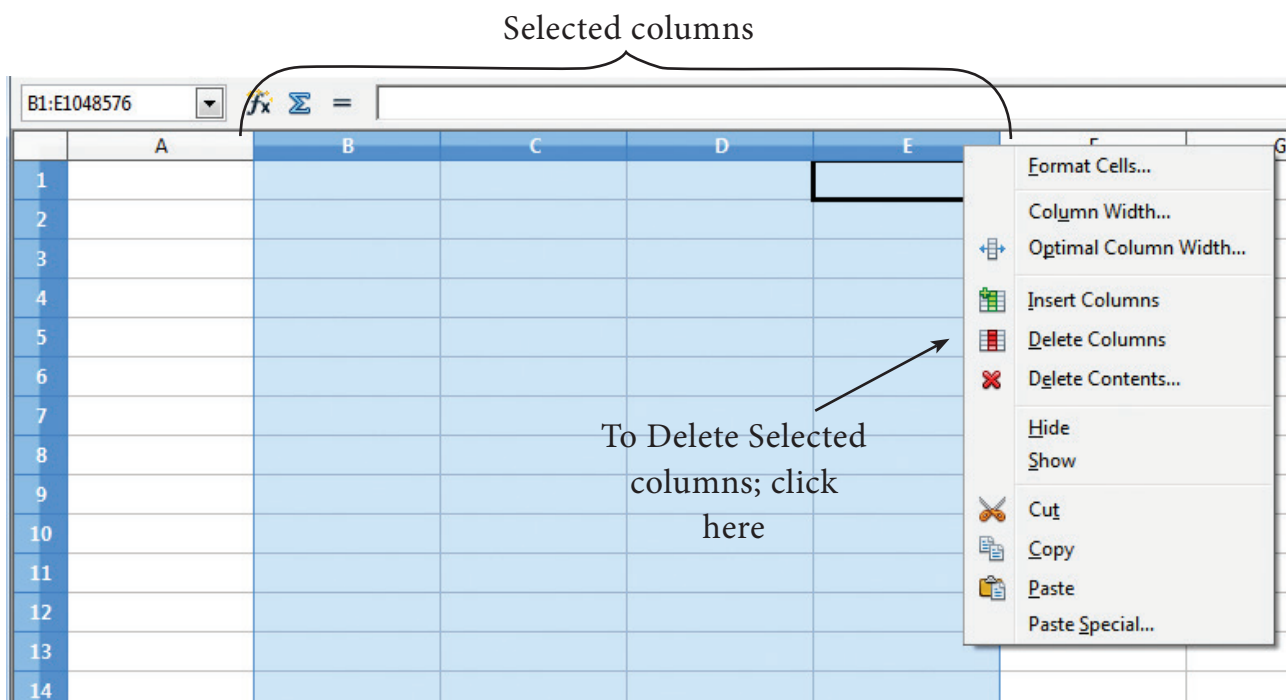 Selected columns
B1:E1048576 fx Σ =
A B C D E F G
1
2
3
4
5
6
7
8
9
10
11
12
13
14
Format Cells...
Column Width...
Optimal Column Width...
Insert Columns
Delete Columns
Delete Contents...
Hide
Show
Cut
Copy
Paste
Paste Special...
To Delete Selected
columns; click
here